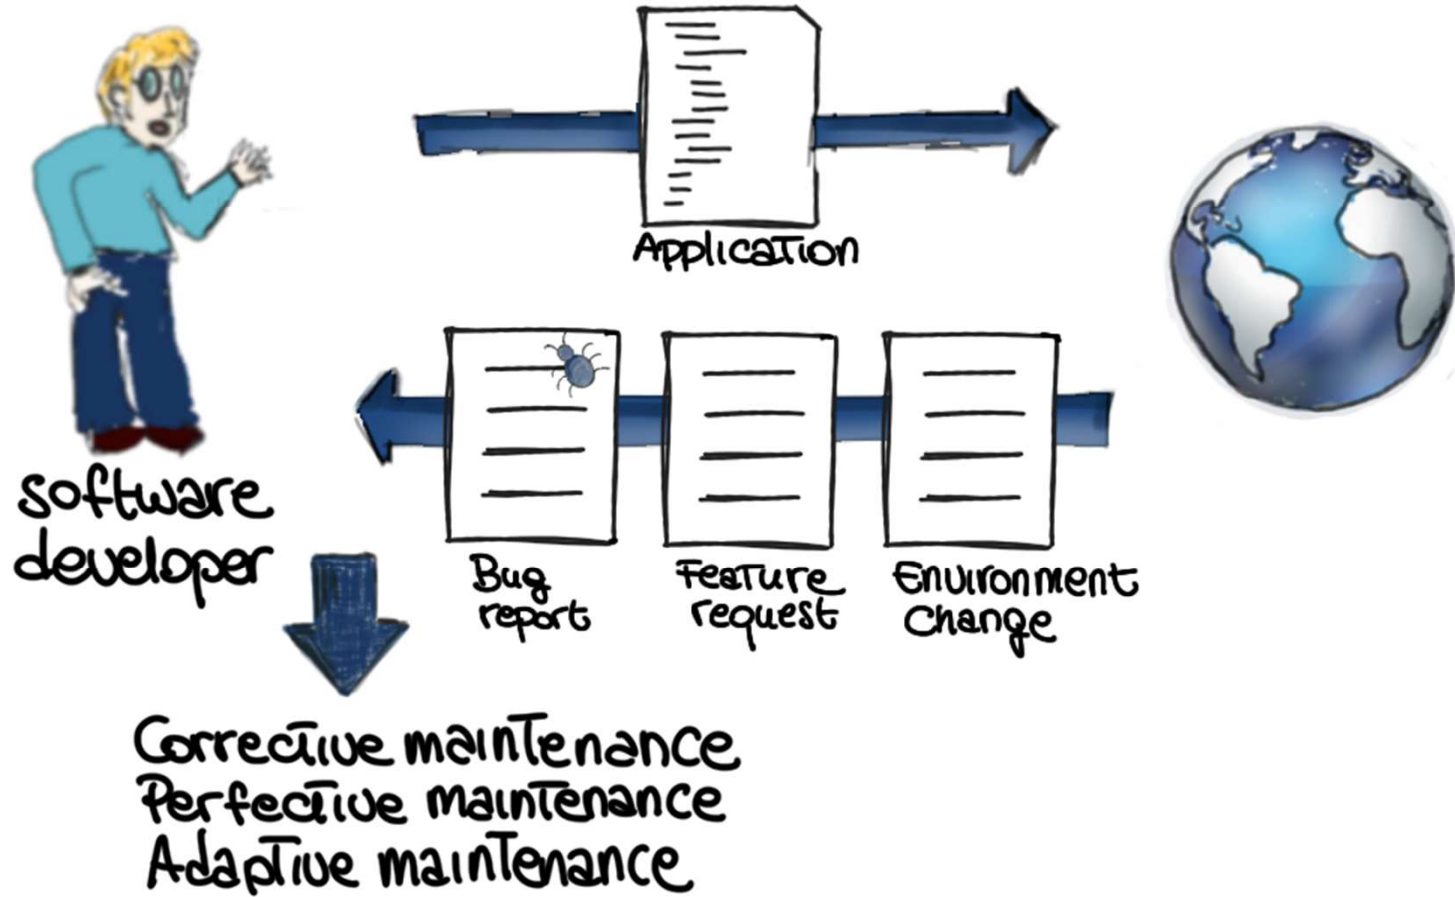 Application
software
developer
Bug
report
Feature
request
Environment
Change
Corrective maintenance
Perfective maintenance
Adaptive maintenance